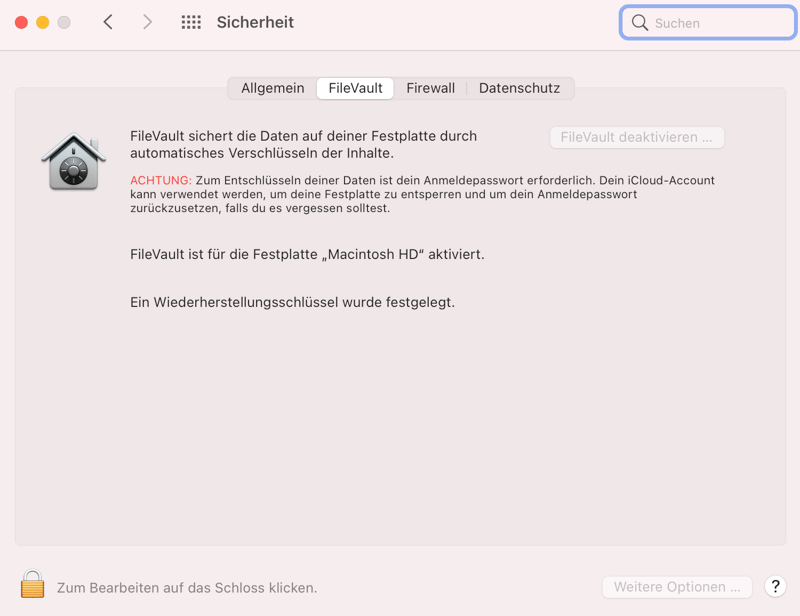 Sicherheit
Suchen
Allgemein
FileVault
Firewall
Datenschutz
FileVault sichert die Daten auf deiner Festplatte durch
automatisches Verschlüsseln der Inhalte.
FileVault deaktivieren ...
ACHTUNG: Zum Entschlüsseln deiner Daten ist dein Anmeldepasswort erforderlich. Dein iCloud-Account
kann verwendet werden, um deine Festplatte zu entsperren und um dein Anmeldepasswort
zurückzusetzen, falls du es vergessen solltest.
FileVault ist für die Festplatte „Macintosh HD“ aktiviert.
Ein Wiederherstellungsschlüssel wurde festgelegt.
Zum Bearbeiten auf das Schloss klicken.
Weitere Optionen ...
?